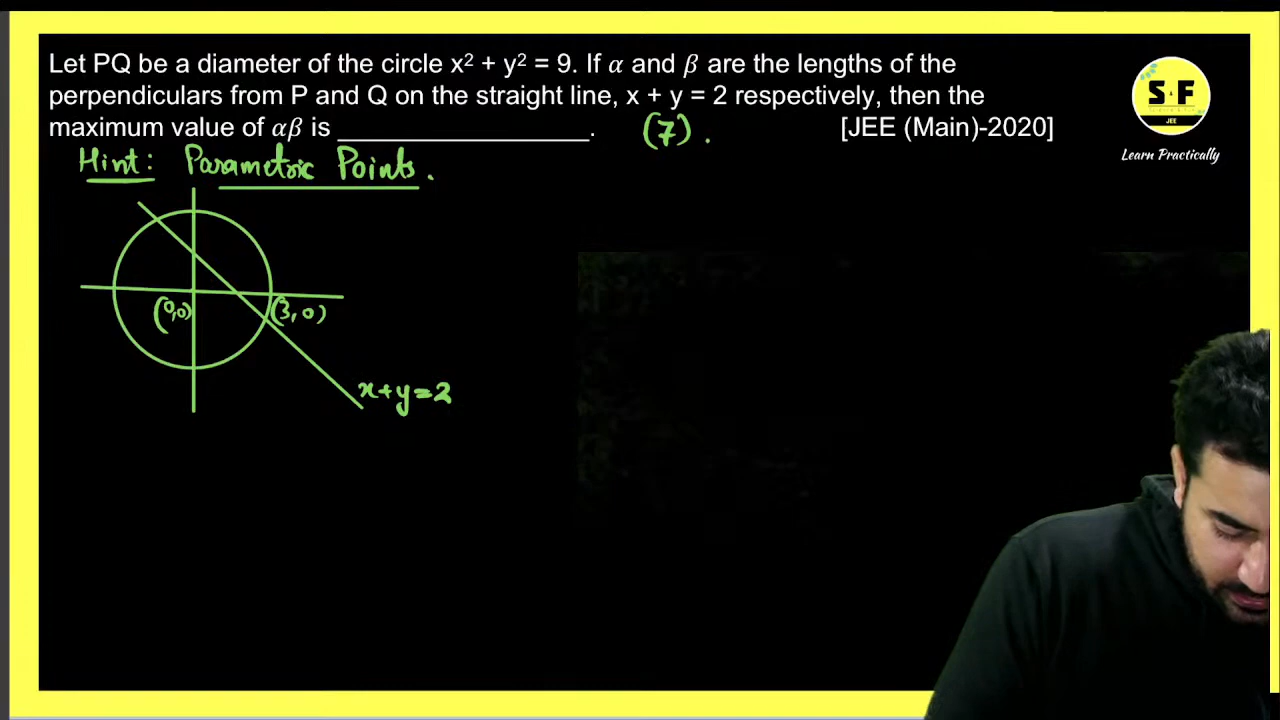 Let PQ be a diameter of the circle x² + y² = 9. If α and β are the lengths of the
perpendiculars from P and Q on the straight line, x + y = 2 respectively, then the
maximum value of αβ is ____________________. (7). [JEE (Main)-2020]
S&F
JEE
Learn Practically
Hint: Parametric Points.
(0,0)
(3,0)
x+y=2